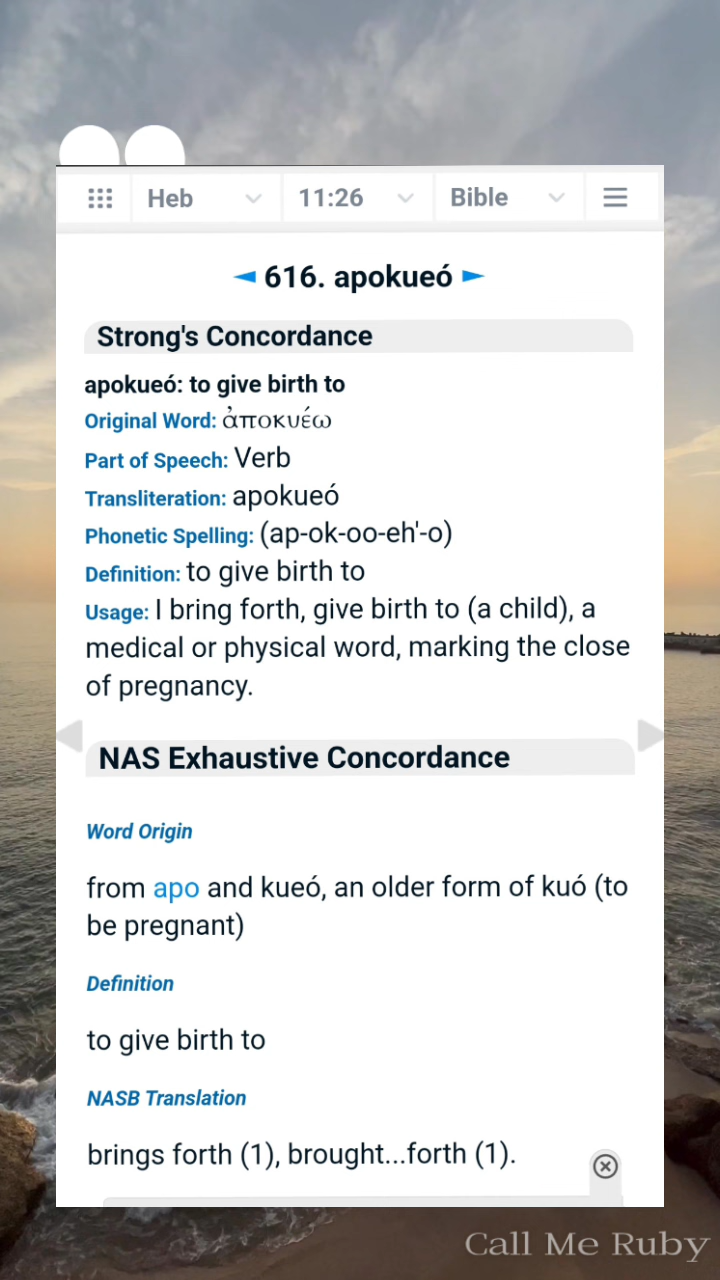 Heb 11:26 Bible
616. apokueó
Strong's Concordance
apokueó: to give birth to
Original Word: ἀποκυέω
Part of Speech: Verb
Transliteration: apokueó
Phonetic Spelling: (ap-ok-oo-eh'-o)
Definition: to give birth to
Usage: I bring forth, give birth to (a child), a
medical or physical word, marking the close
of pregnancy.
NAS Exhaustive Concordance
Word Origin
from apo and kueó, an older form of kuó (to
be pregnant)
Definition
to give birth to
NASB Translation
brings forth (1), brought...forth (1).
Call Me Ruby